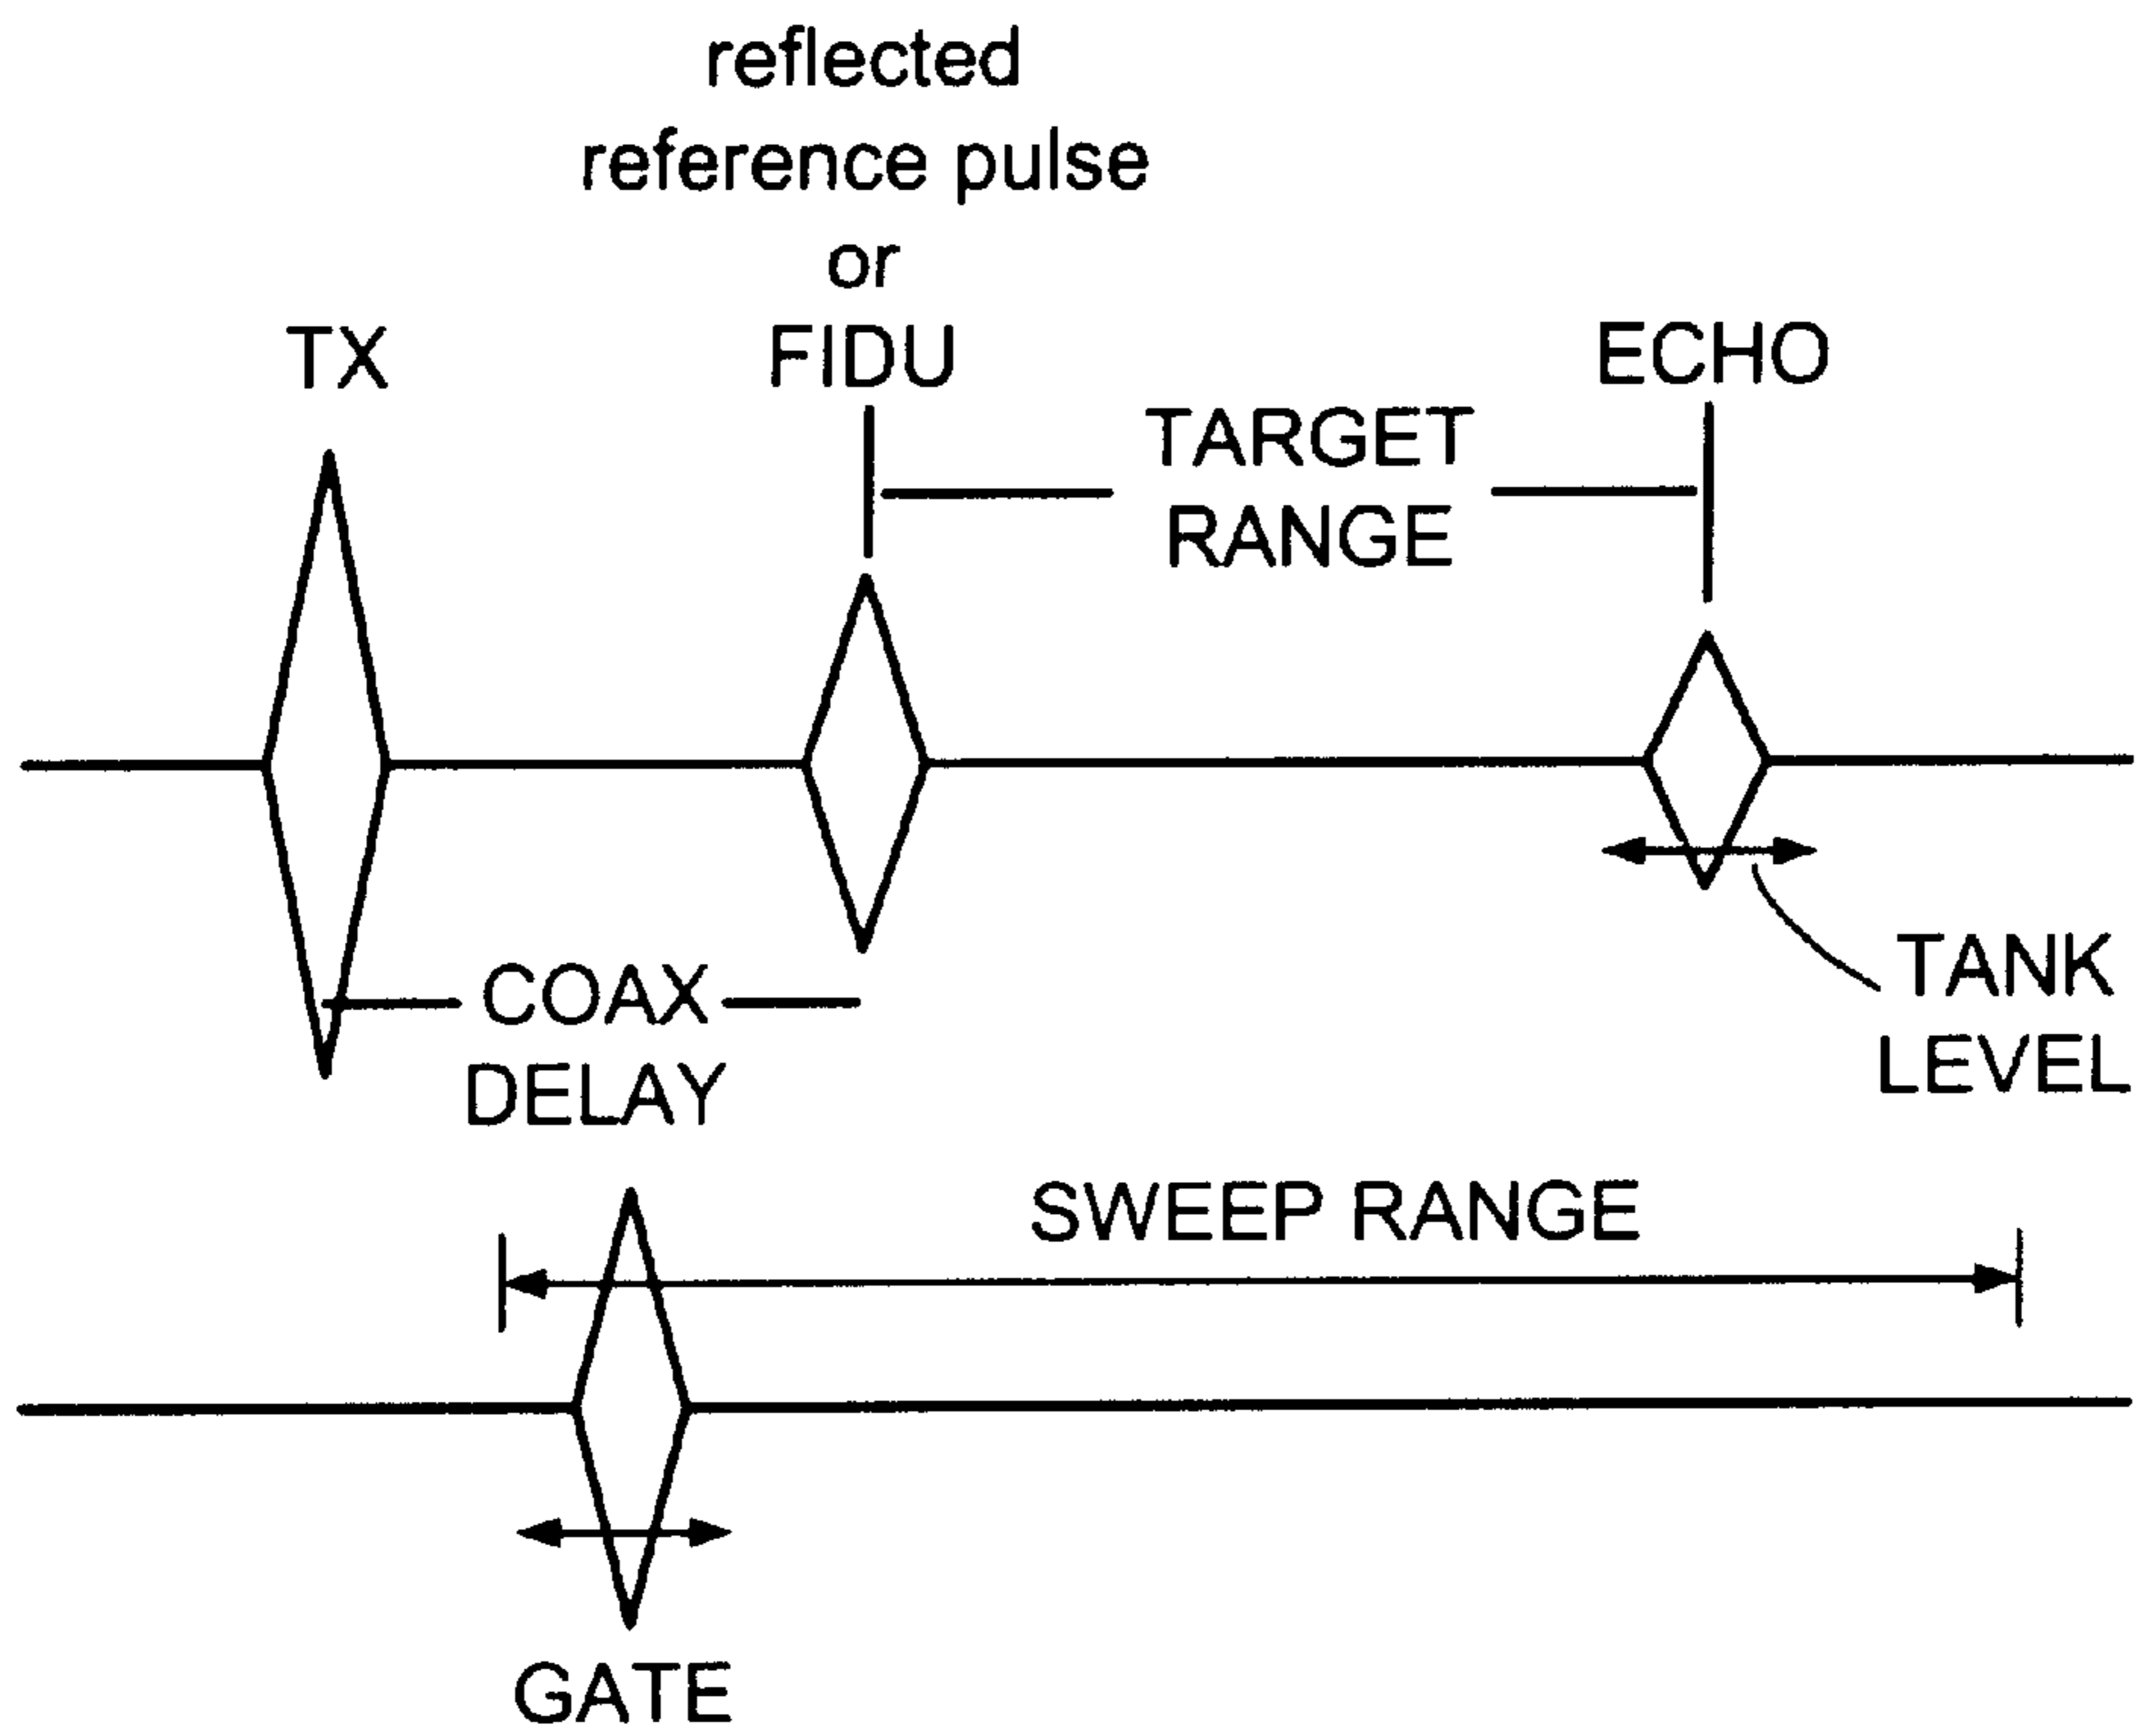 reflected
reference pulse
or
FIDU
TX
ECHO
TARGET
RANGE
COAX
DELAY
TANK
LEVEL
SWEEP RANGE
GATE